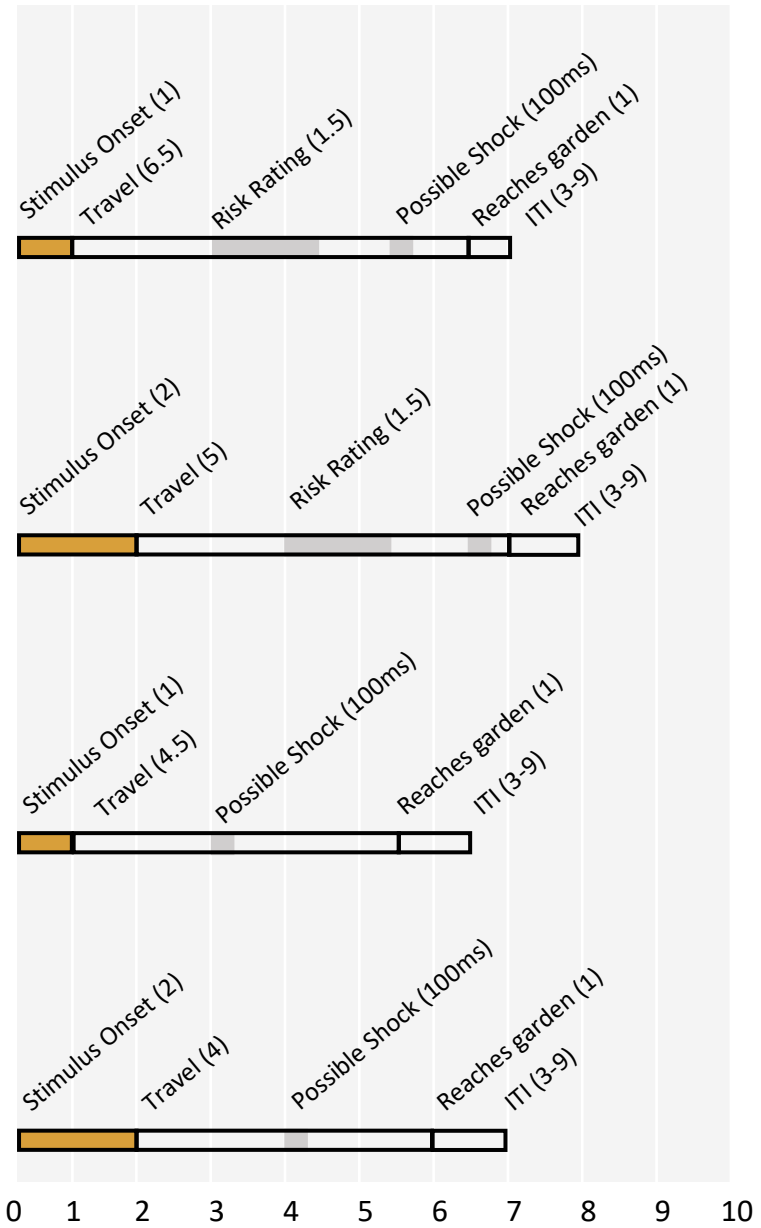 Stimulus Onset (1)
Travel (6.5)
Risk Rating (1.5)
Possible Shock (100ms)
Reaches garden (1)
ITI (3-9)
Stimulus Onset (2)
Travel (5)
Risk Rating (1.5)
Possible Shock (100ms)
Reaches garden (1)
ITI (3-9)
Stimulus Onset (1)
Travel (4.5)
Possible Shock (100ms)
Reaches garden (1)
ITI (3-9)
Stimulus Onset (2)
Travel (4)
Possible Shock (100ms)
Reaches garden (1)
ITI (3-9)
0 1 2 3 4 5 6 7 8 9 10